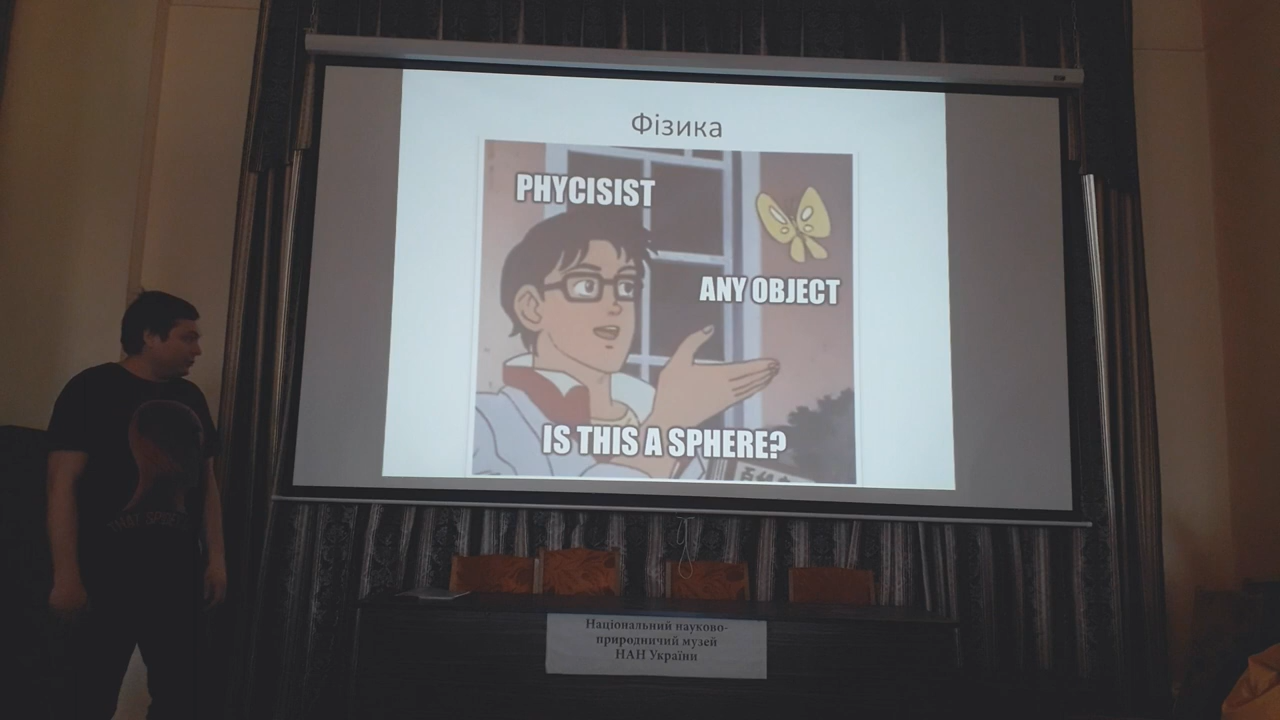 Фізика
PHYCISIST
ANY OBJECT
IS THIS A SPHERE?
Національний науково-
природничий музей
НАН України